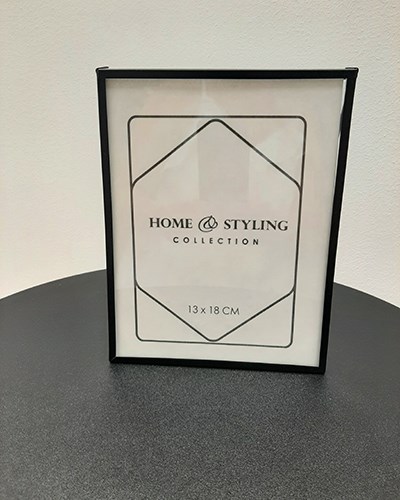 HOME & STYLING
COLLECTION
13 x 18 CM